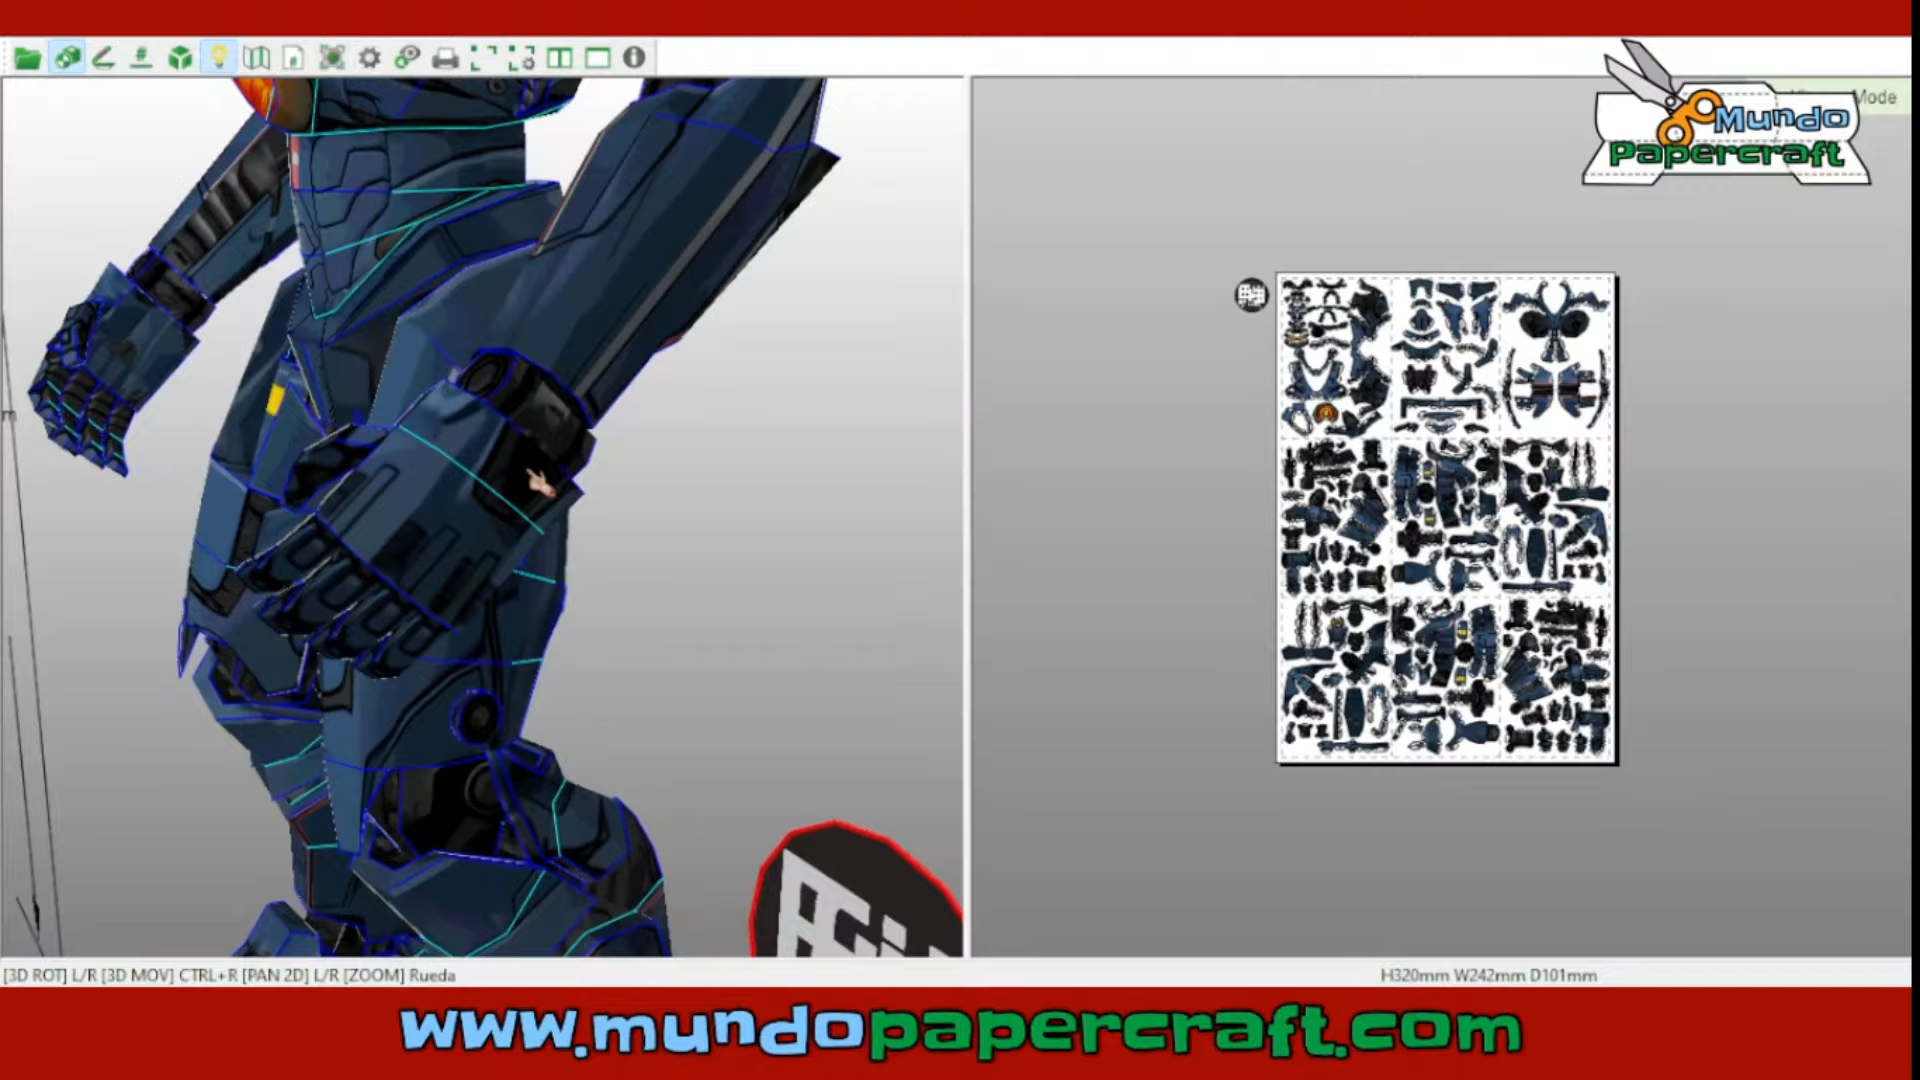 Mode
Mundo
Papercraft
[3D ROT] L/R [3D MOV] CTRL+R [PAN 2D] L/R [ZOOM] Rueda
H320mm W242mm D101mm
www.mundopapercraft.com